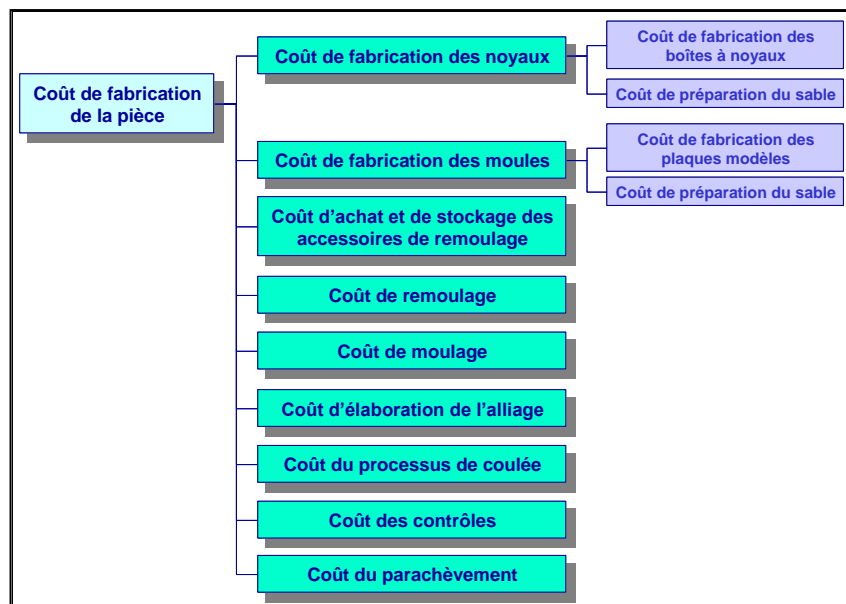 Coût de fabrication
de la pièce
Coût de fabrication des noyaux
Coût de fabrication des
boîtes à noyaux
Coût de préparation du sable
Coût de fabrication des moules
Coût de fabrication des
plaques modèles
Coût de préparation du sable
Coût d'achat et de stockage des
accessoires de remoulage
Coût de remoulage
Coût de moulage
Coût d'élaboration de l'alliage
Coût du processus de coulée
Coût des contrôles
Coût du parachèvement